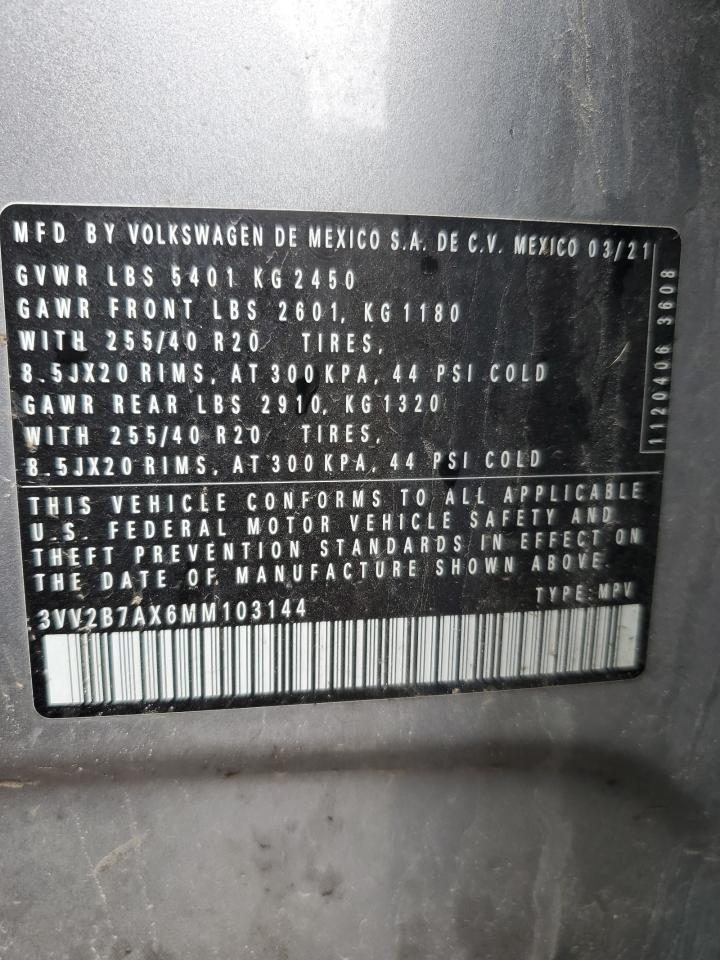 MFD BY VOLKSWAGEN DE MEXICO S.A. DE C.V. MEXICO 03/21
GVWR LBS 5401 KG 2450
GAWR FRONT LBS 2601, KG 1180
WITH 255/40 R20 TIRES,
8.5JX20 RIMS, AT 300 KPA, 44 PSI COLD
GAWR REAR LBS 2910, KG 1320
WITH 255/40 R20 TIRES,
8.5JX20 RIMS, AT 300 KPA, 44 PSI COLD
1120406 3608
THIS VEHICLE CONFORMS TO ALL APPLICABLE
U.S. FEDERAL MOTOR VEHICLE SAFETY AND
THEFT PREVENTION STANDARDS IN EFFECT ON
THE DATE OF MANUFACTURE SHOWN ABOVE.
TYPE: MPV
3VV2B7AX6MM103144